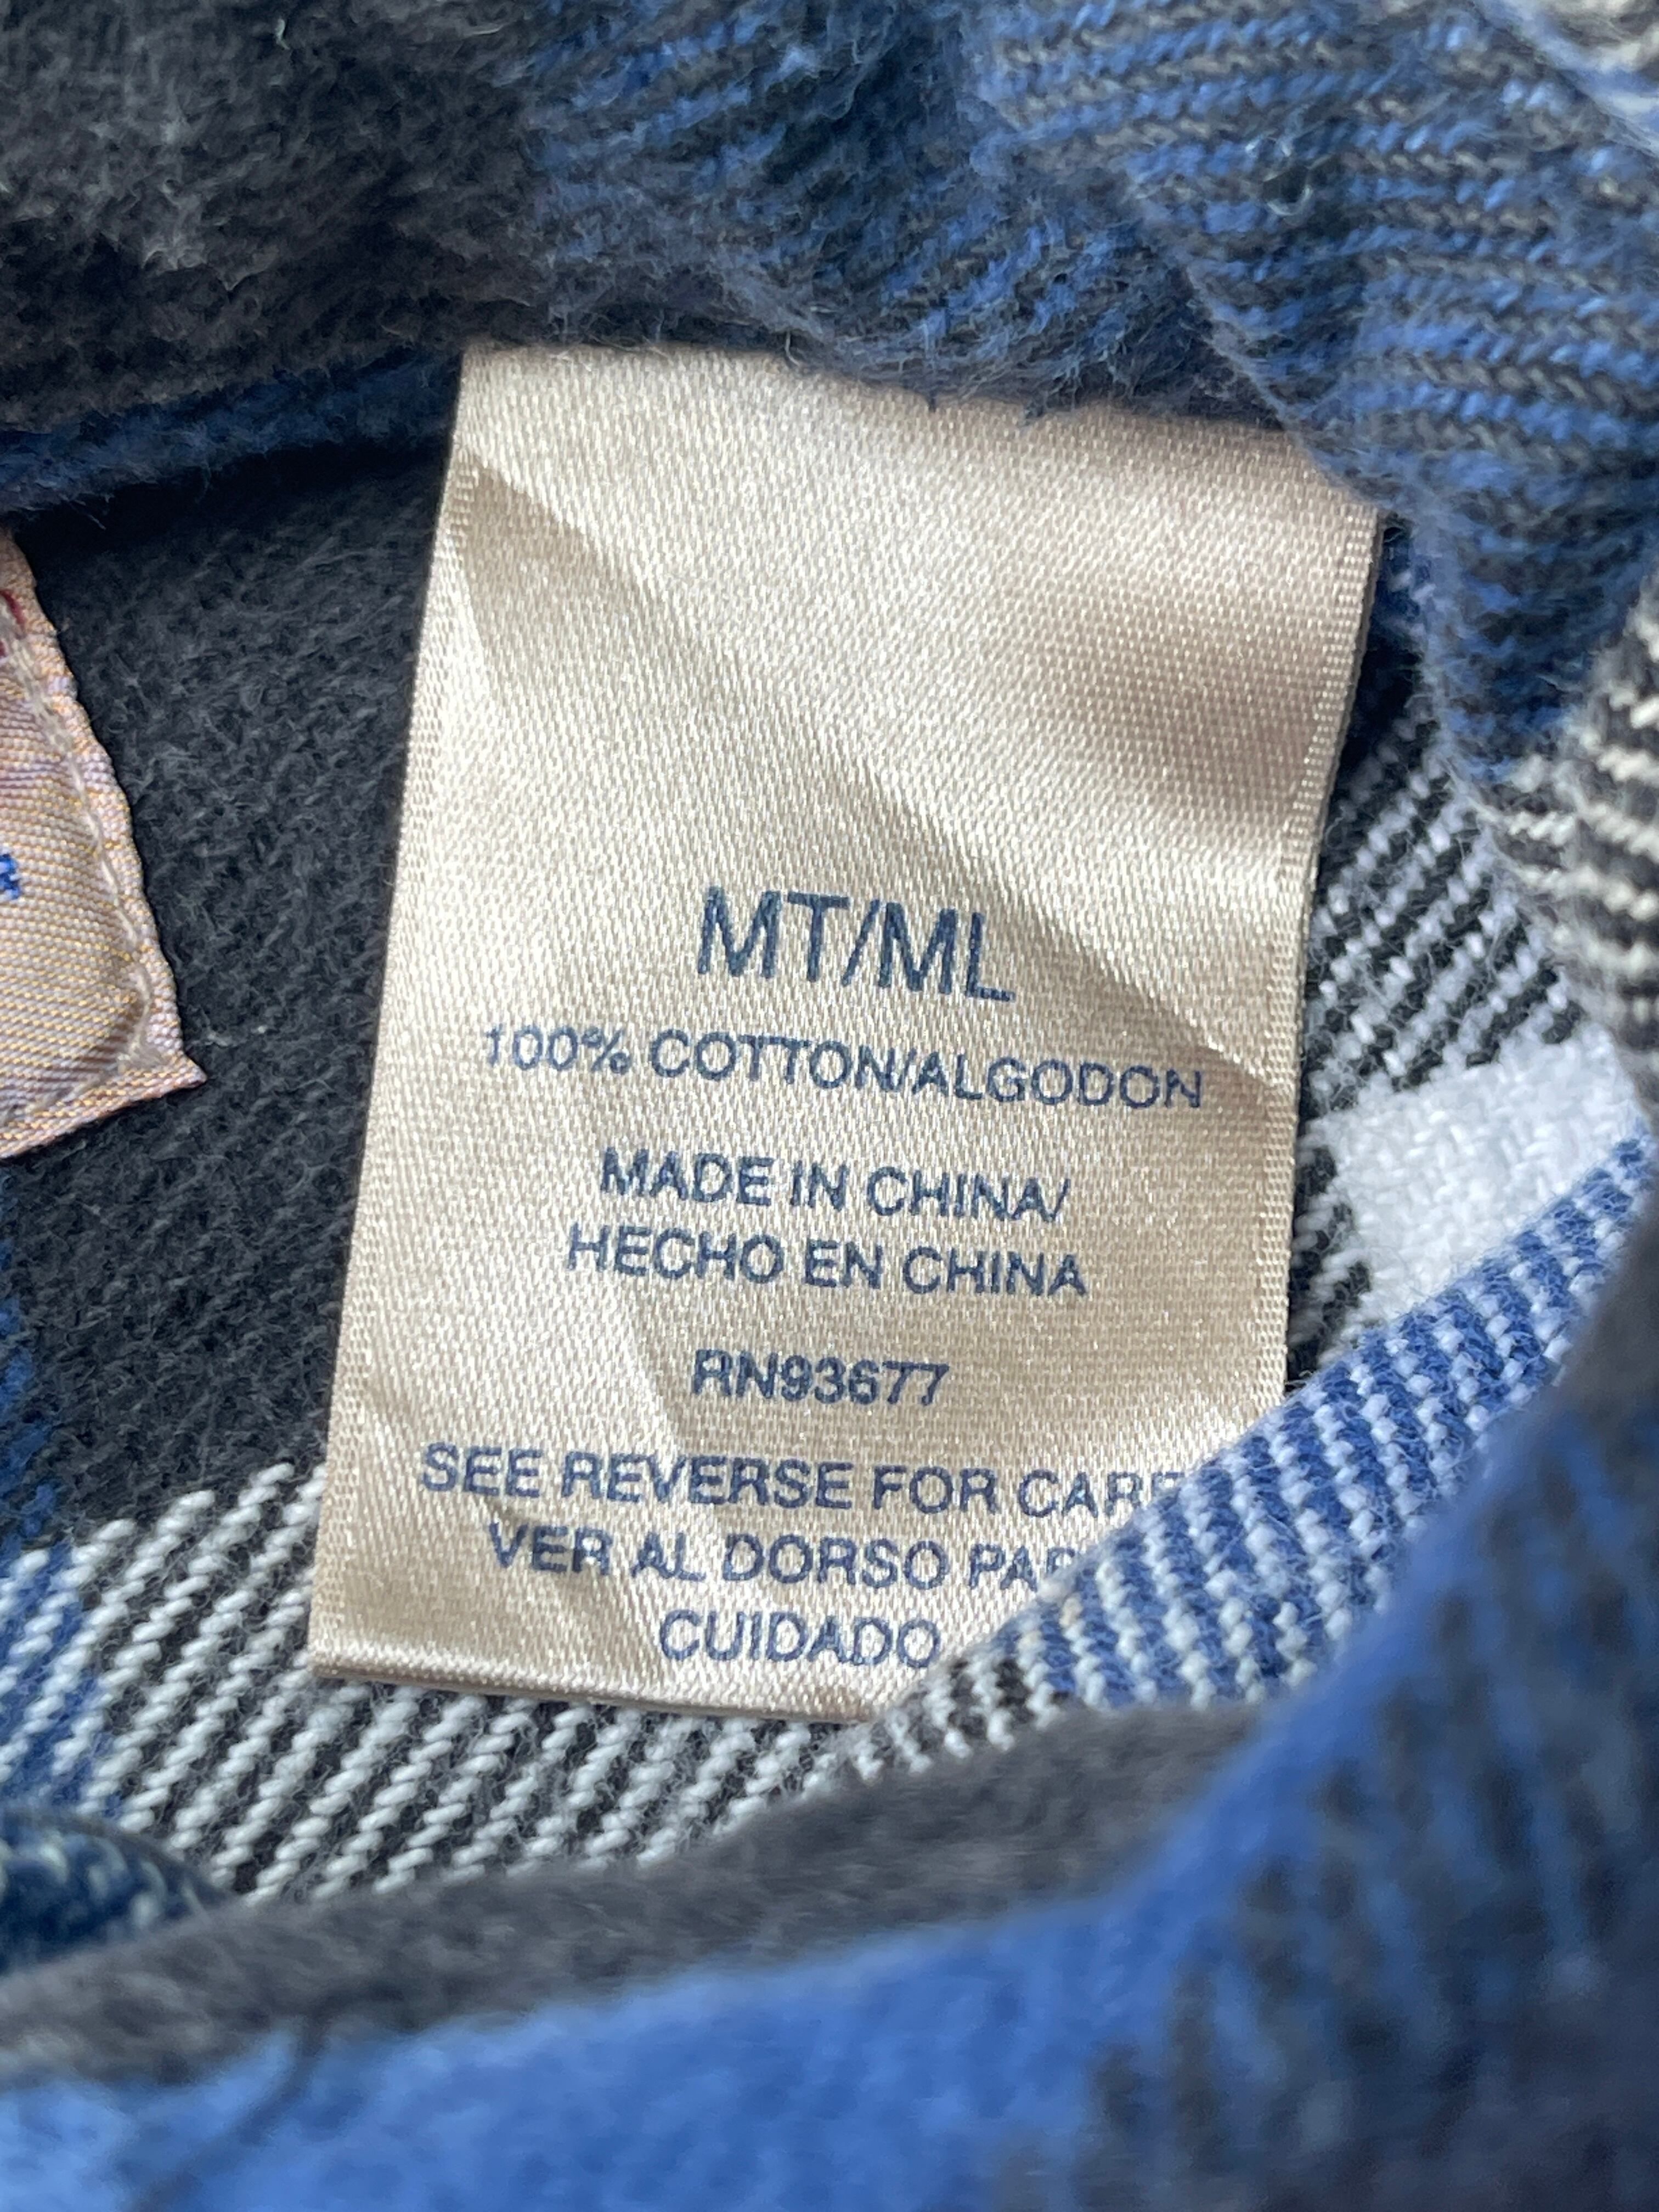 MT/ML
100% COTTON/ALGODON
MADE IN CHINA/
HECHO EN CHINA
RN93677
SEE REVERSE FOR CARE
VER AL DORSO
CUIDADO